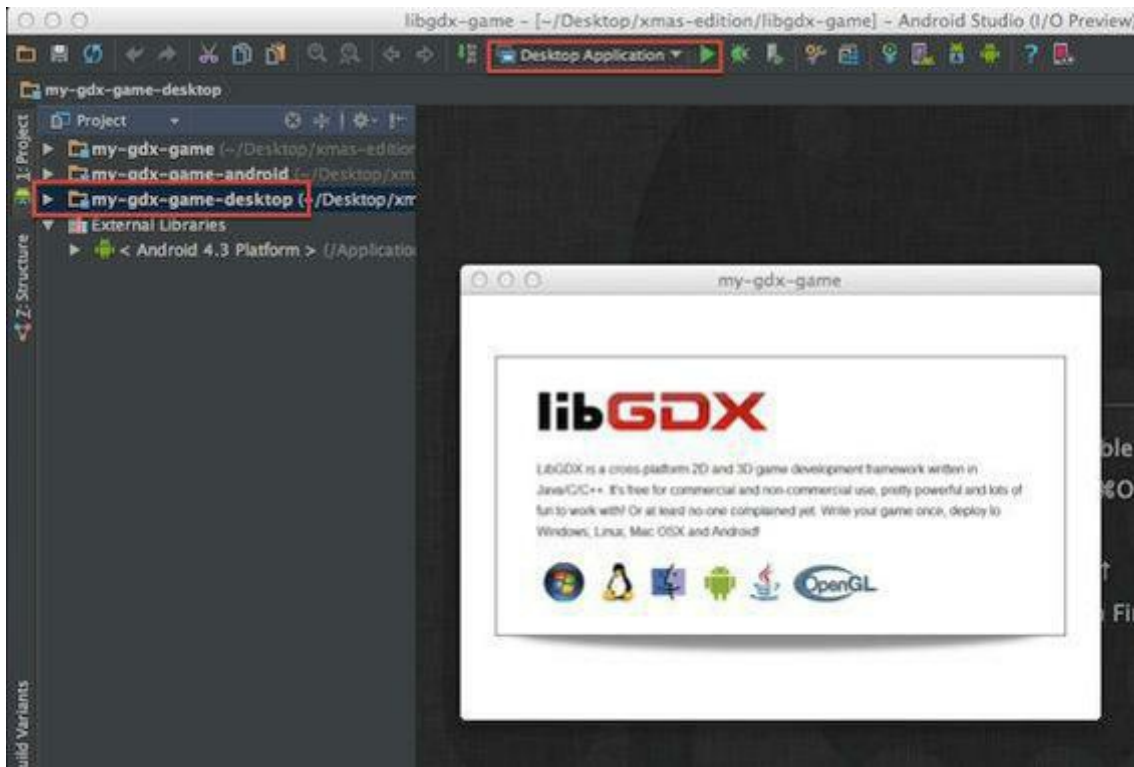 libgdx-game – [~/Desktop/xmas-edition/libgdx-game] – Android Studio (I/O Preview)
Desktop Application
my-gdx-game-desktop
1: Project
Project
my-gdx-game (~/Desktop/xmas-edition
my-gdx-game-android (~/Desktop/xm
my-gdx-game-desktop (~/Desktop/xm
External Libraries
< Android 4.3 Platform > (/Applicatio
Z: Structure
my-gdx-game
libGDX
LibGDX is a cross-platform 2D and 3D game development framework written in
Java/C/C++. It's free for commercial and non-commercial use, pretty powerful and lots of
fun to work with! Or at least no one complained yet. Write your game once, deploy to
Windows, Linux, Mac OSX and Android!
OpenGL
ble
⌘O
Fi
uild Variants